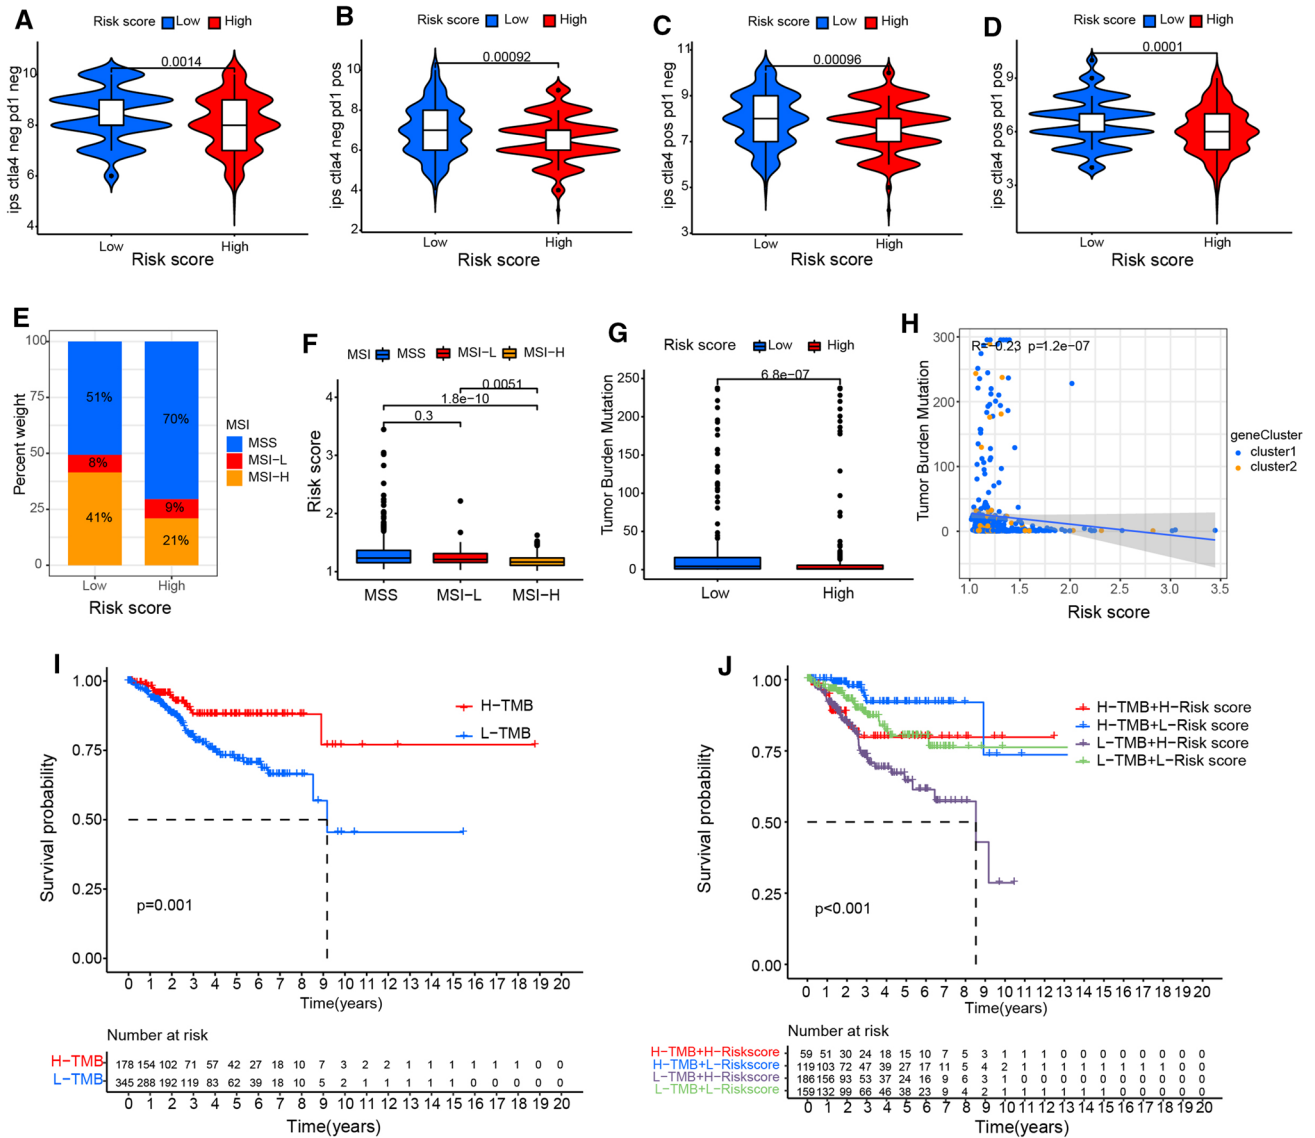 A
Risk score Low High
ips ctla4 neg pd1 neg
10
8
6
4
0.0014
Low High
Risk score
B
Risk score Low High
ips ctla4 neg pd1 pos
10
8
6
4
2
0.00092
Low High
Risk score
C
Risk score Low High
ips ctla4 pos pd1 neg
11
9
7
5
3
0.00096
Low High
Risk score
D
Risk score Low High
ips ctla4 pos pd1 pos
9
6
3
0.0001
Low High
Risk score
E
Percent weight
100
75
50
25
0
51%
8%
41%
70%
9%
21%
Low High
Risk score
MSI
MSS
MSI−L
MSI−H
F
MSI MSS MSI−L MSI−H
Risk score
4
3
2
1
0.0051
1.8e−10
0.3
MSS MSI−L MSI−H
G
Risk score Low High
Tumor Burden Mutation
250
200
150
100
50
0
6.8e−07
Low High
H
Tumor Burden Mutation
300
200
100
0
R=−0.23 p=1.2e−07
1.0 1.5 2.0 2.5 3.0 3.5
Risk score
geneCluster
cluster1
cluster2
I
Survival probability
1.00
0.75
0.50
0.25
0.00
p=0.001
H−TMB
L−TMB
0 1 2 3 4 5 6 7 8 9 10 11 12 13 14 15 16 17 18 19 20
Time(years)
Number at risk
H−TMB 178 154 102 71 57 42 27 18 10 7 3 2 2 1 1 1 1 1 1 0 0
L−TMB 345 288 192 119 83 62 39 18 10 5 2 1 1 1 1 1 0 0 0 0 0
0 1 2 3 4 5 6 7 8 9 10 11 12 13 14 15 16 17 18 19 20
Time(years)
J
Survival probability
1.00
0.75
0.50
0.25
0.00
p<0.001
H−TMB+H−Risk score
H−TMB+L−Risk score
L−TMB+H−Risk score
L−TMB+L−Risk score
0 1 2 3 4 5 6 7 8 9 10 11 12 13 14 15 16 17 18 19 20
Time(years)
Number at risk
H−TMB+H−Riskscore 59 51 30 24 18 15 10 7 5 3 1 1 1 0 0 0 0 0 0 0 0
H−TMB+L−Riskscore 119 103 72 47 39 27 17 11 5 4 2 1 1 1 1 1 1 1 1 0 0
L−TMB+H−Riskscore 186 156 93 53 37 24 16 9 6 3 1 0 0 0 0 0 0 0 0 0 0
L−TMB+L−Riskscore 159 132 99 66 46 38 23 9 4 2 1 1 1 1 1 1 0 0 0 0 0
0 1 2 3 4 5 6 7 8 9 10 11 12 13 14 15 16 17 18 19 20
Time(years)